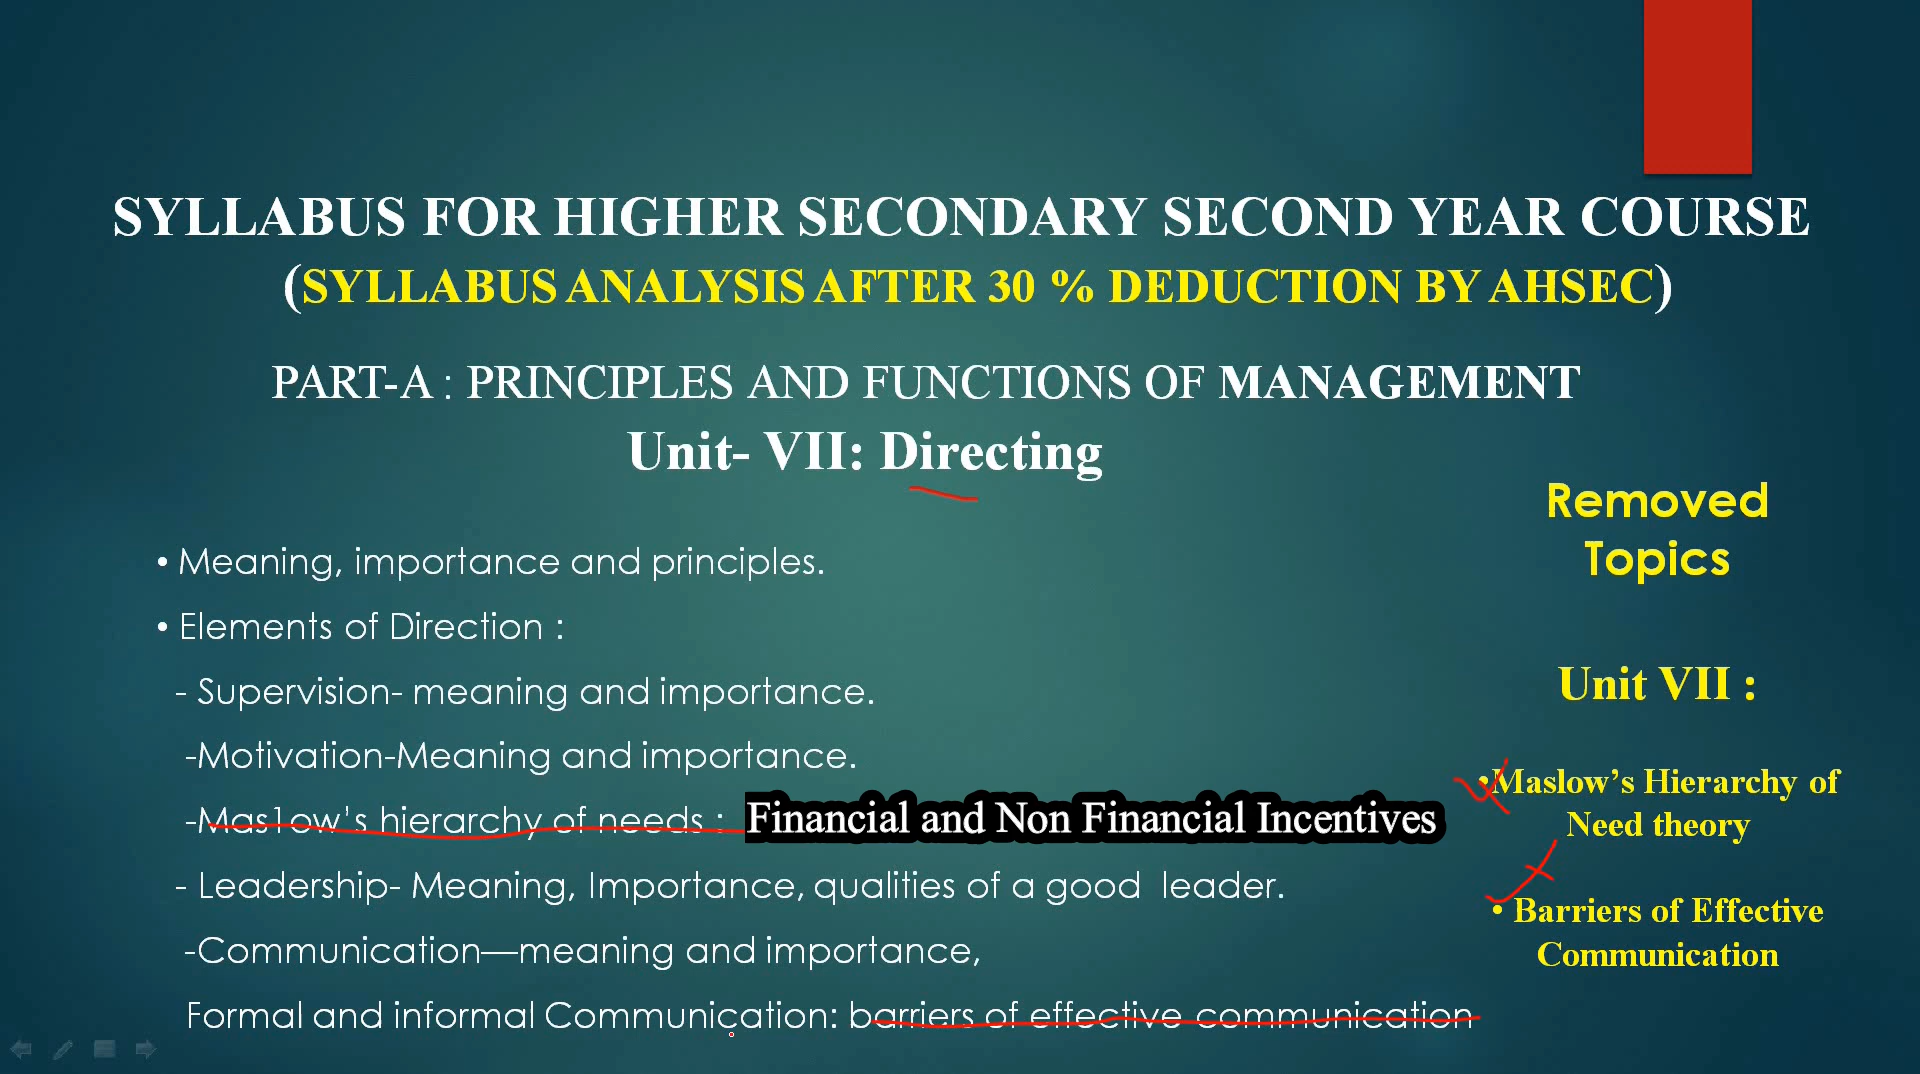 SYLLABUS FOR HIGHER SECONDARY SECOND YEAR COURSE
(SYLLABUS ANALYSIS AFTER 30 % DEDUCTION BY AHSEC)
PART-A : PRINCIPLES AND FUNCTIONS OF MANAGEMENT
Unit- VII: Directing
• Meaning, importance and principles.
• Elements of Direction :
- Supervision- meaning and importance.
-Motivation-Meaning and importance.
-Maslow's hierarchy of needs : Financial and Non Financial Incentives
- Leadership- Meaning, Importance, qualities of a good leader.
-Communication—meaning and importance,
Formal and informal Communication: barriers of effective communication
Removed
Topics
Unit VII :
•Maslow’s Hierarchy of
Need theory
• Barriers of Effective
Communication